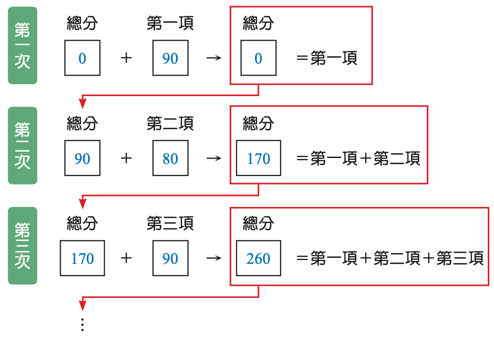 第一次
總分 第一項 總分
0 + 90 → 0 =第一項
第二次
總分 第二項 總分
90 + 80 → 170 =第一項+第二項
第三次
總分 第三項 總分
170 + 90 → 260 =第一項+第二項+第三項
⋮